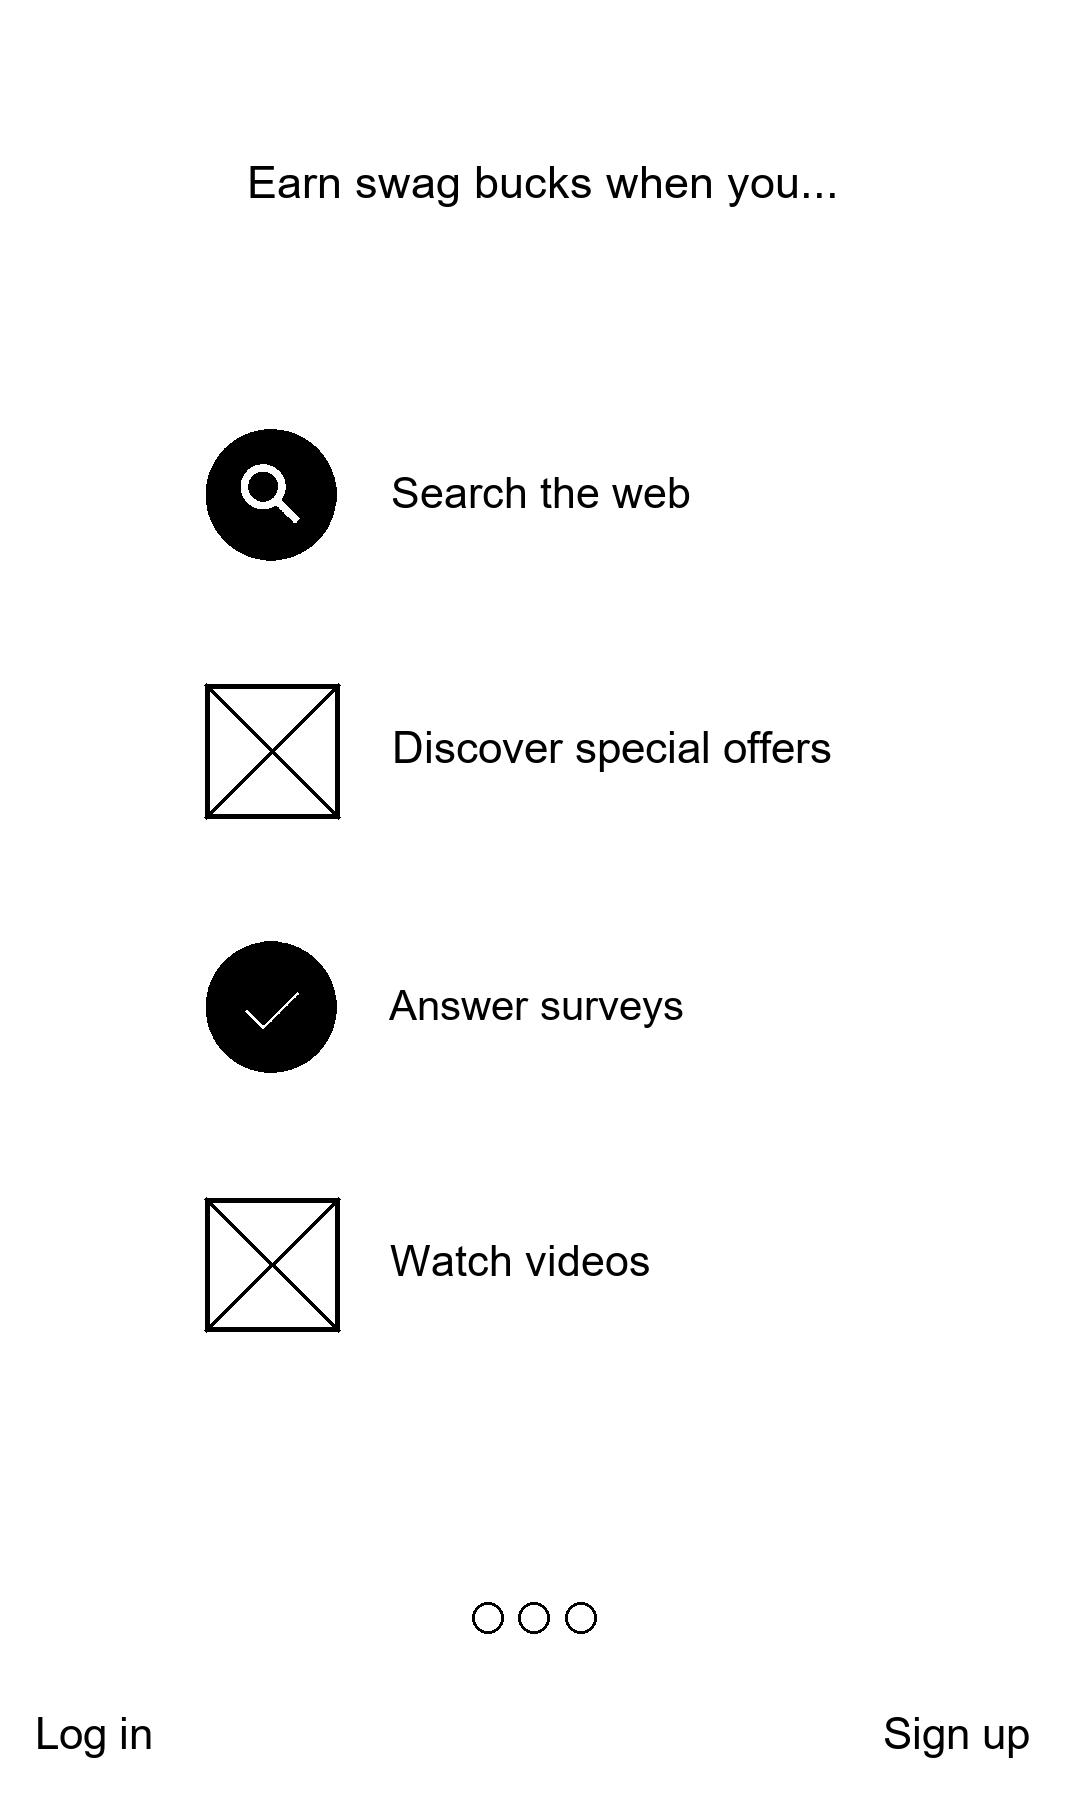 Earn swag bucks when you...
Search the web
Discover special offers
Answer surveys
Watch videos
Log in
Sign up